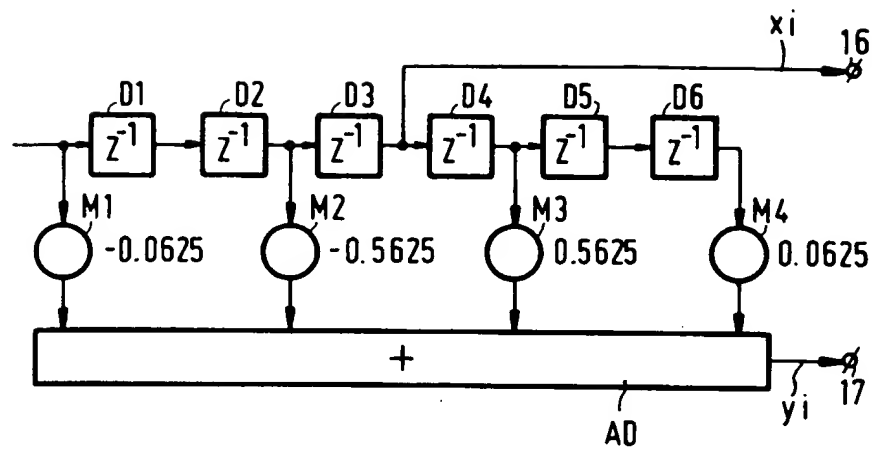 xi 16
D1 D2 D3 D4 D5 D6
z⁻¹ z⁻¹ z⁻¹ z⁻¹ z⁻¹ z⁻¹
M1 M2 M3 M4
-0.0625 -0.5625 0.5625 0.0625
+
yi 17
AD